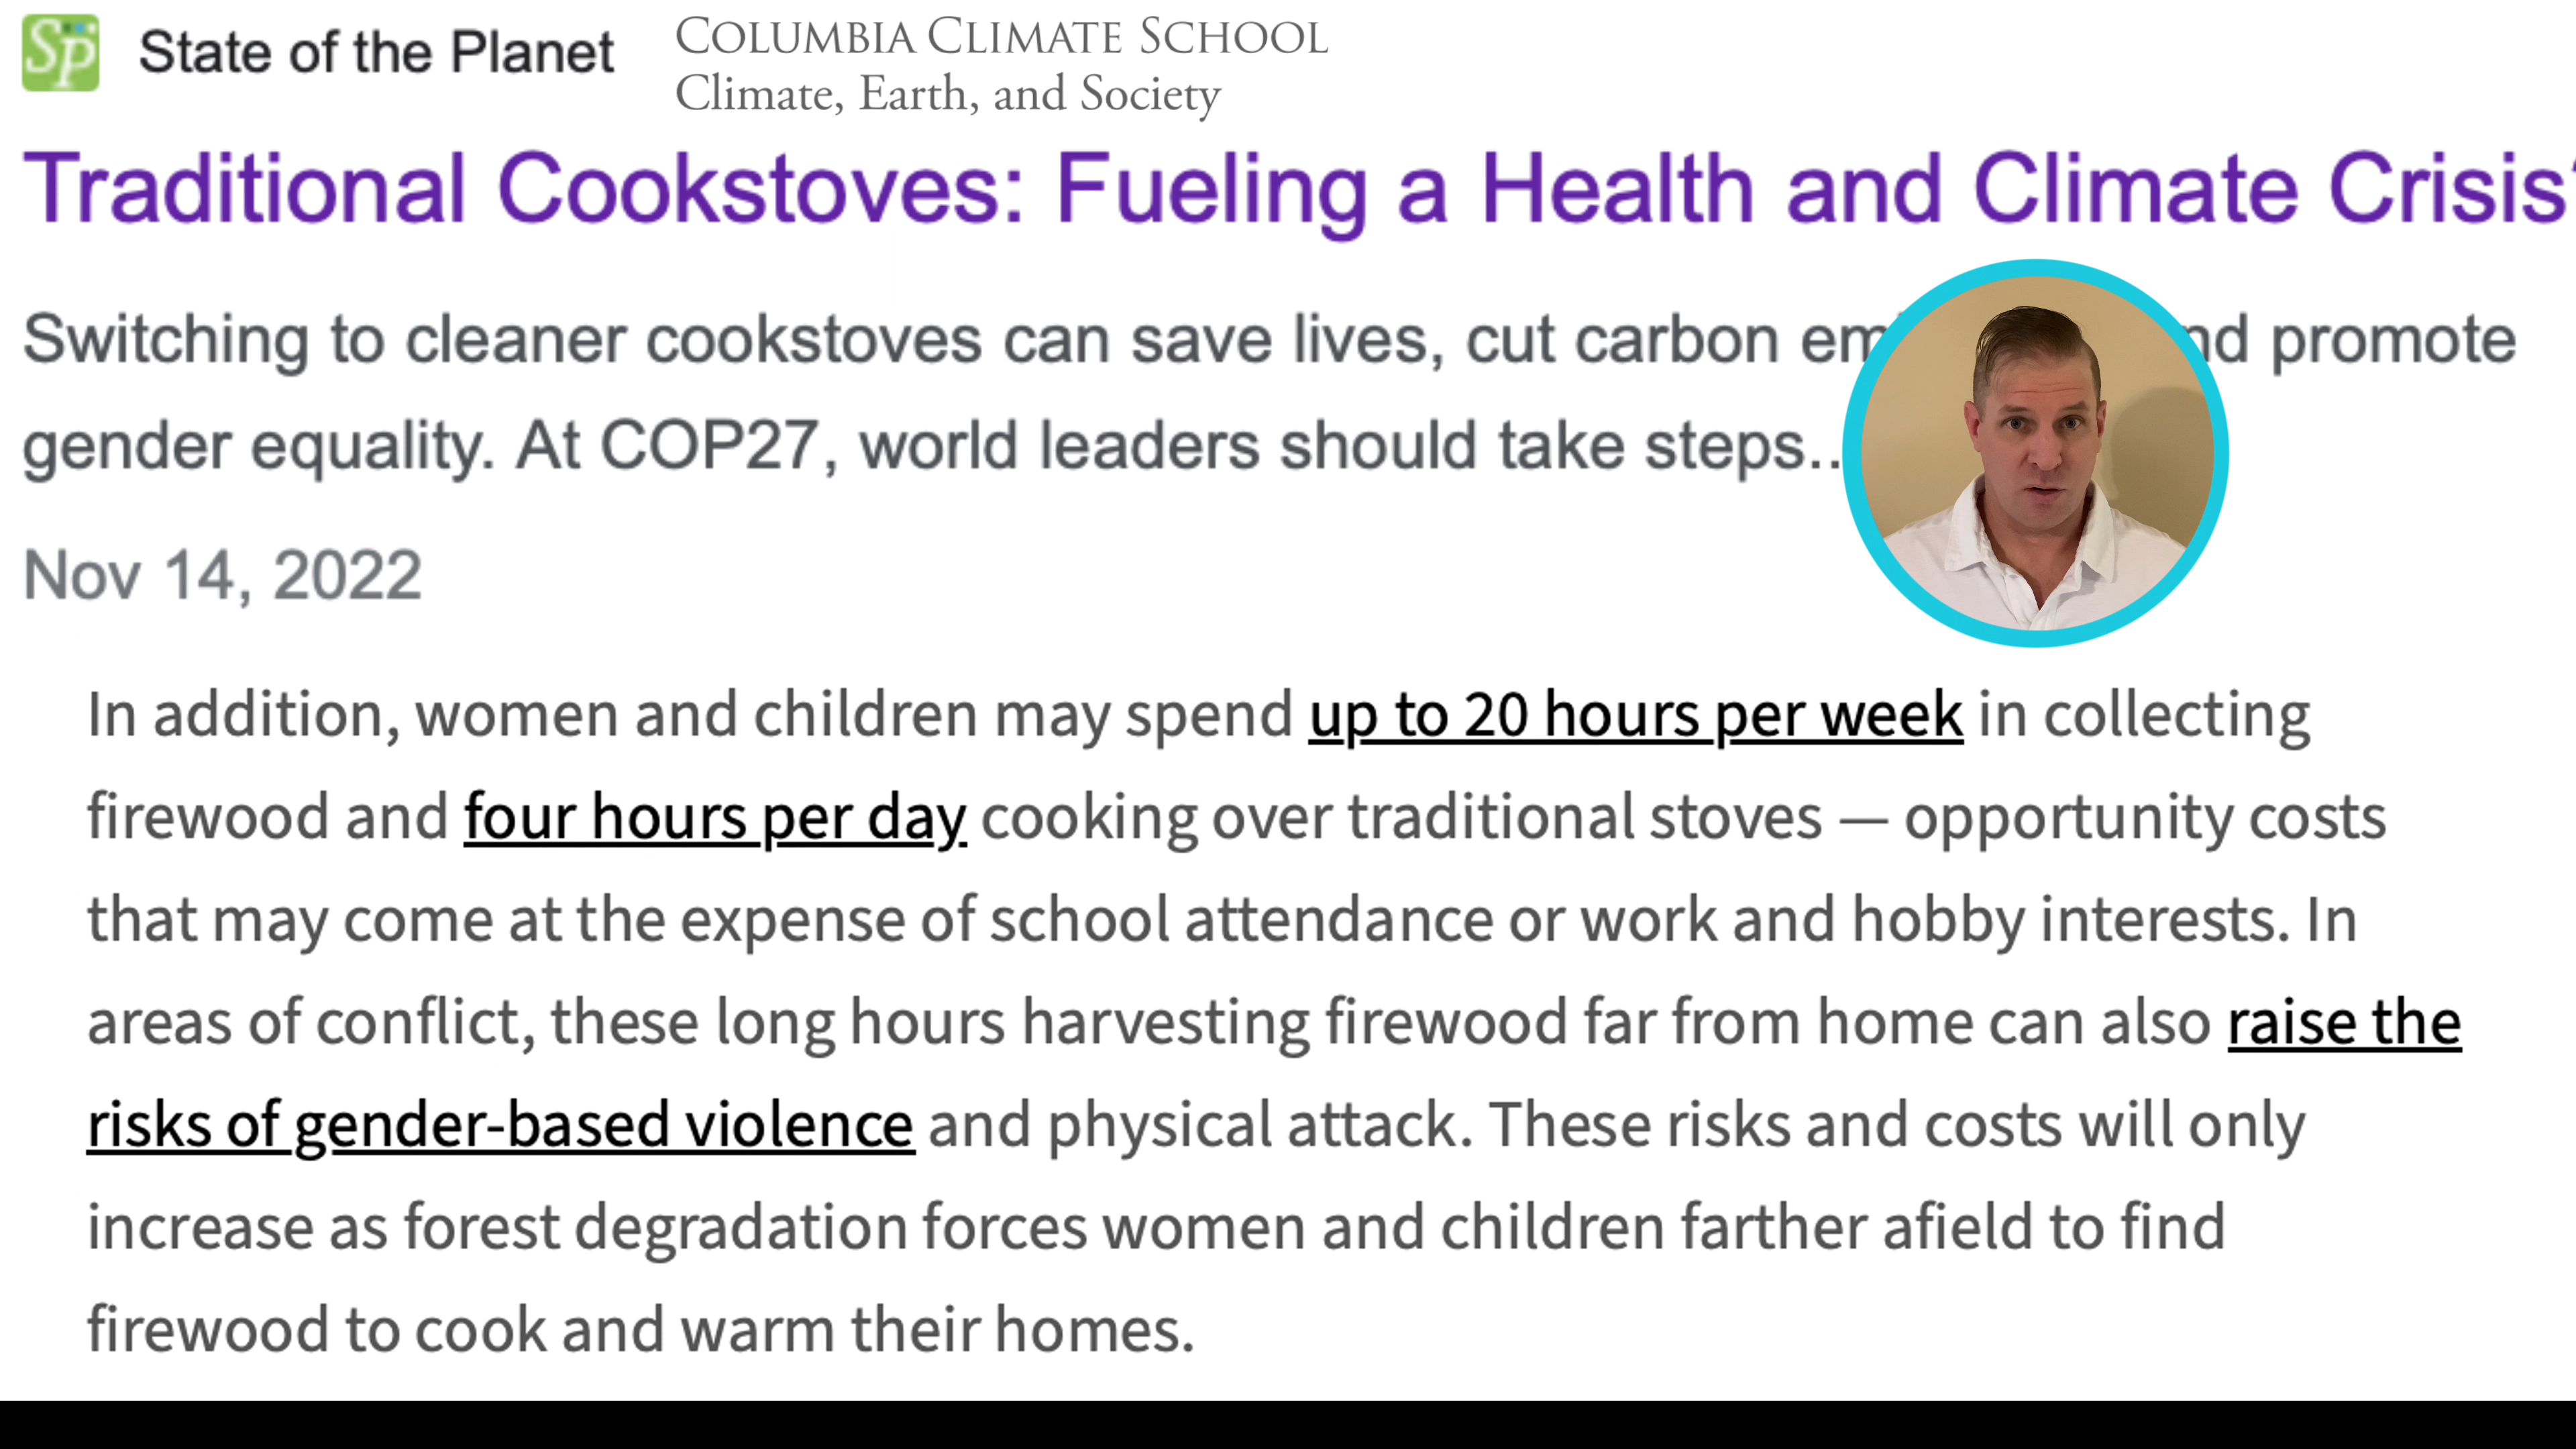 Sp
State of the Planet
COLUMBIA CLIMATE SCHOOL
Climate, Earth, and Society
Traditional Cookstoves: Fueling a Health and Climate Crisis?
Switching to cleaner cookstoves can save lives, cut carbon promote
gender equality. At COP27, world leaders should take steps..
Nov 14, 2022
In addition, women and children may spend up to 20 hours per week in collecting
firewood and four hours per day cooking over traditional stoves — opportunity costs
that may come at the expense of school attendance or work and hobby interests. In
areas of conflict, these long hours harvesting firewood far from home can also raise the
risks of gender-based violence and physical attack. These risks and costs will only
increase as forest degradation forces women and children farther afield to find
firewood to cook and warm their homes.